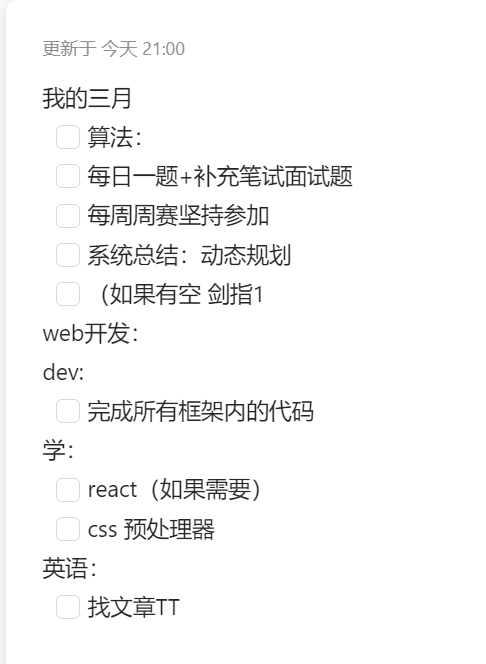 更新于 今天 21:00
我的三月
算法：
每日一题+补充笔试面试题
每周周赛坚持参加
系统总结：动态规划
（如果有空 剑指1
web开发：
dev:
完成所有框架内的代码
学：
react（如果需要）
css 预处理器
英语：
找文章TT